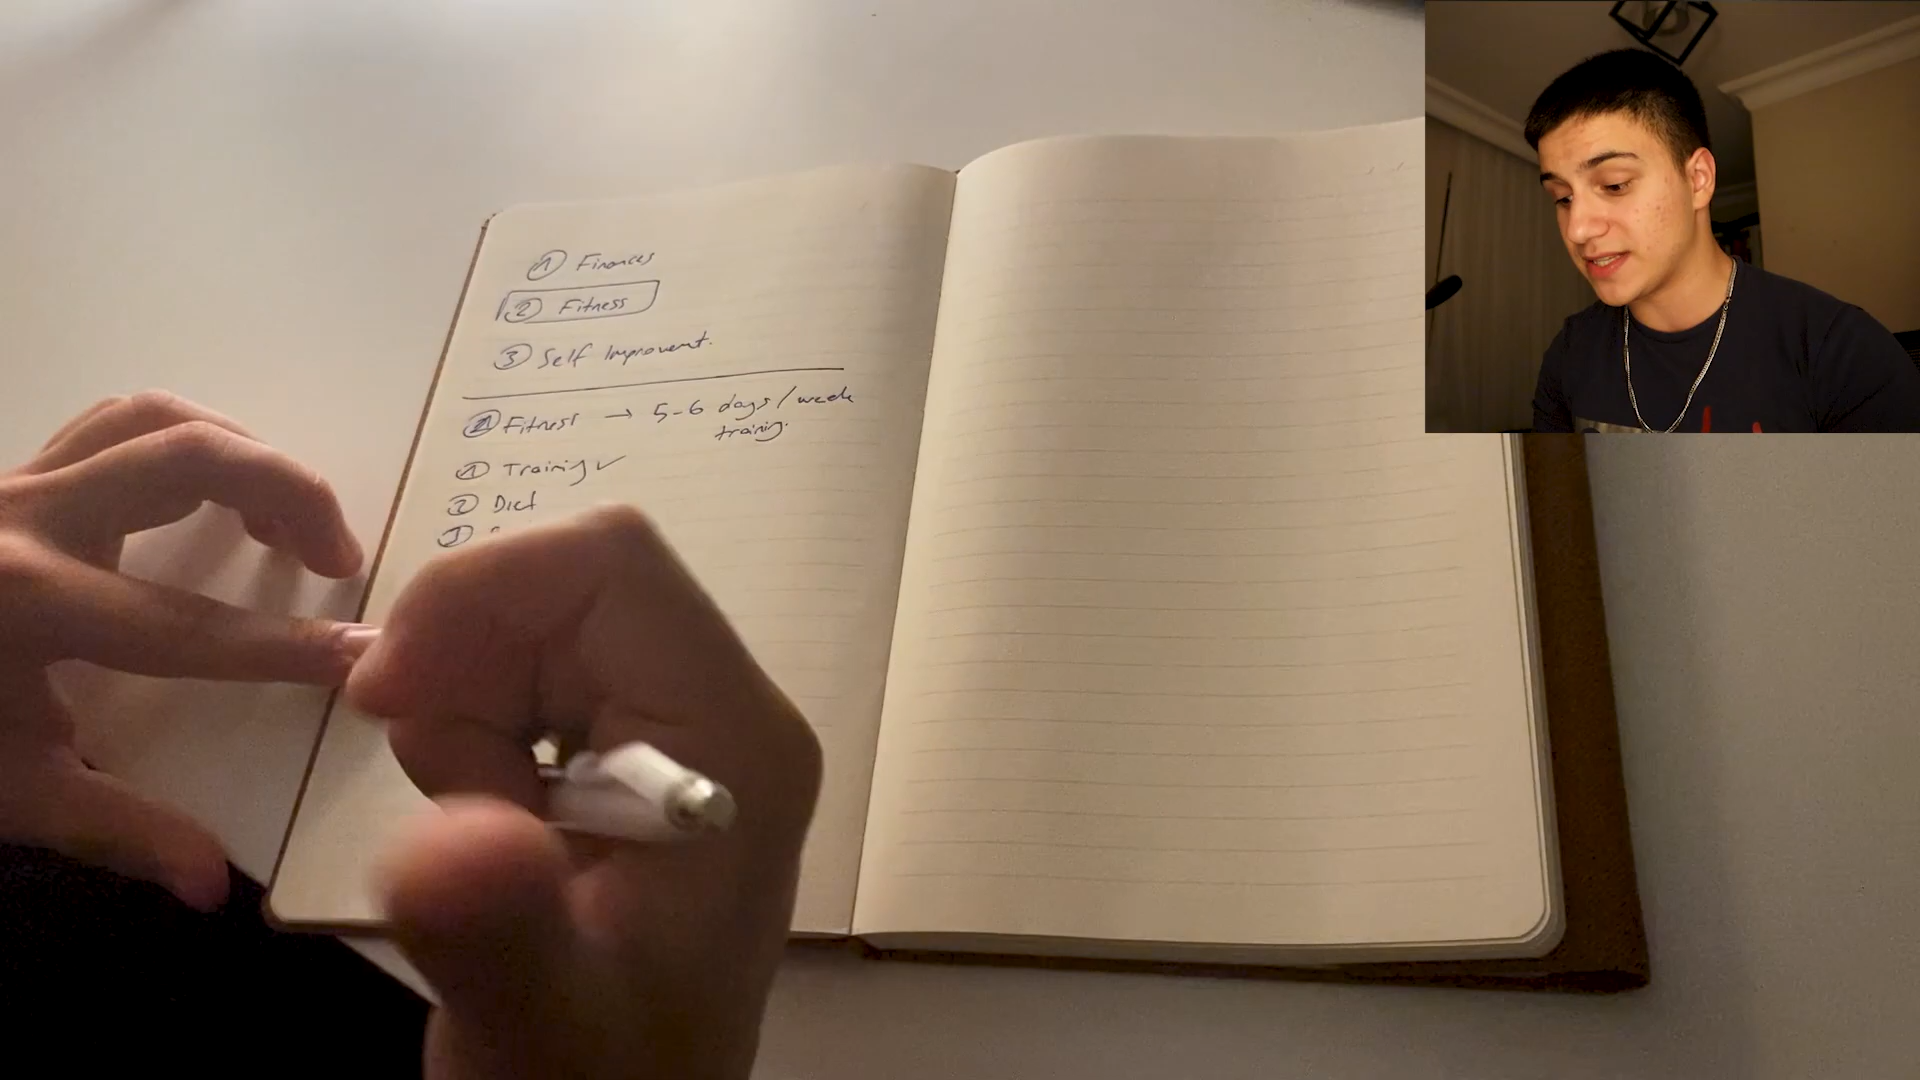 ① Finances
② Fitness
③ Self Improvement.
② Fitness → 5-6 days/week
training.
① Training ✓
② Diet